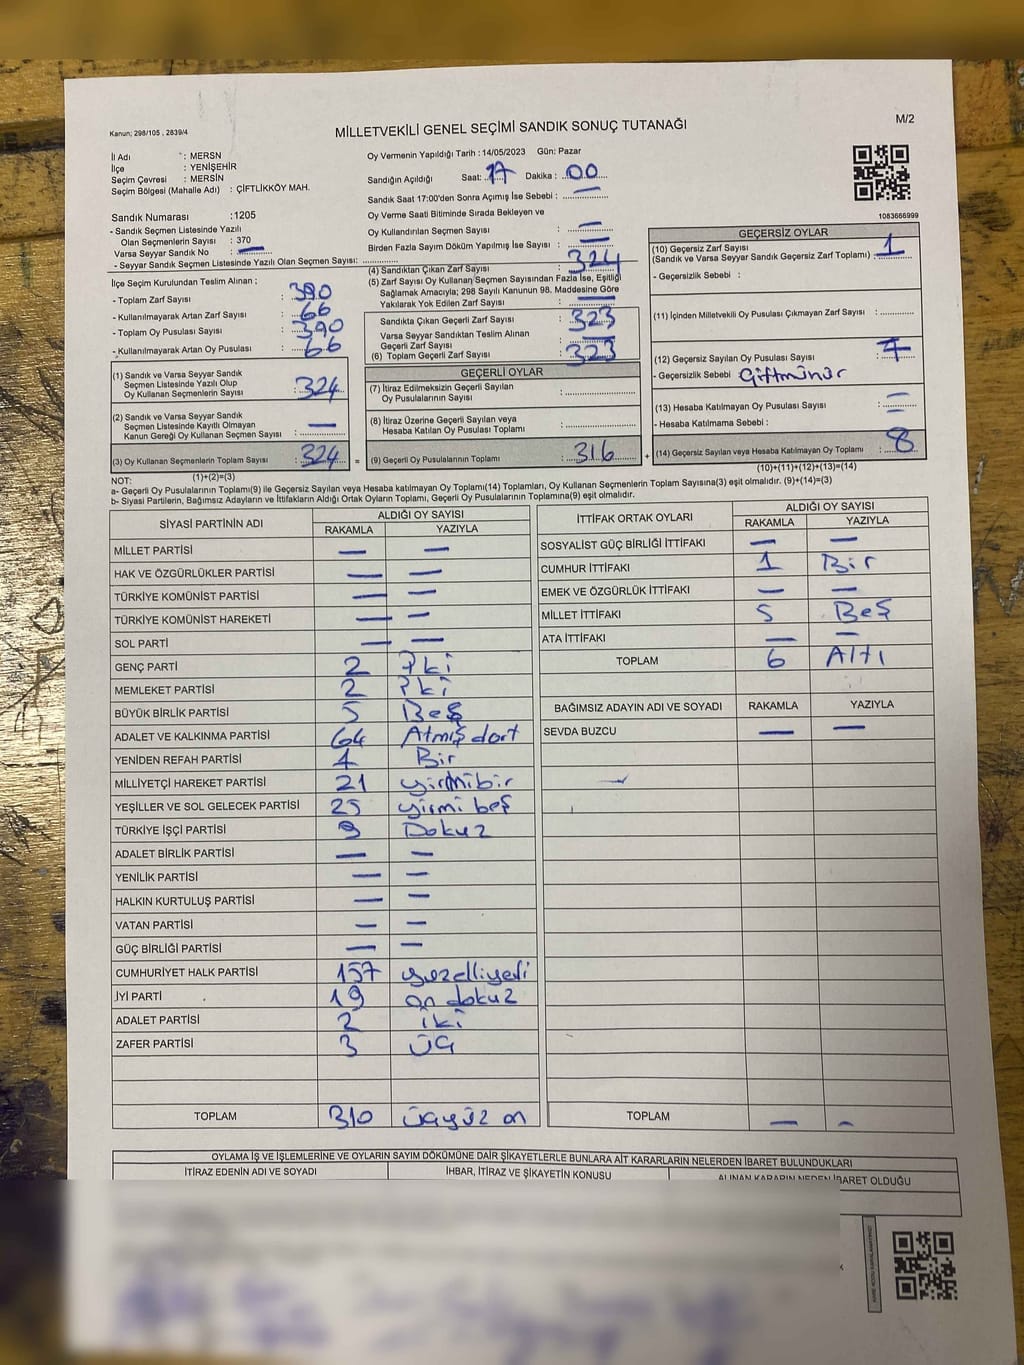 Kanun; 298/105 , 2839/4
M/2
MİLLETVEKİLİ GENEL SEÇİMİ SANDIK SONUÇ TUTANAĞI
İl Adı : MERSN
İlçe : YENİŞEHİR
Seçim Çevresi : MERSİN
Seçim Bölgesi (Mahalle Adı) : ÇİFTLİKKÖY MAH.
Oy Vermenin Yapıldığı Tarih : 14/05/2023 Gün: Pazar
Sandığın Açıldığı Saat: 17 Dakika : 00
Sandık Saat 17:00'den Sonra Açımış İse Sebebi : —
Oy Verme Saati Bitiminde Sırada Bekleyen ve
Oy Kullandırılan Seçmen Sayısı : —
Birden Fazla Sayım Döküm Yapılmış İse Sayısı : —
1083666999
Sandık Numarası :1205
- Sandık Seçmen Listesinde Yazılı
Olan Seçmenlerin Sayısı : 370
Varsa Seyyar Sandık No : —
- Seyyar Sandık Seçmen Listesinde Yazılı Olan Seçmen Sayısı:
İlçe Seçim Kurulundan Teslim Alınan ;
- Toplam Zarf Sayısı : 390
- Kullanılmayarak Artan Zarf Sayısı : 66
- Toplam Oy Pusulası Sayısı : 390
- Kullanılmayarak Artan Oy Pusulası : 66
(1) Sandık ve Varsa Seyyar Sandık
Seçmen Listesinde Yazılı Olup
Oy Kullanan Seçmenlerin Sayısı : 324
(2) Sandık ve Varsa Seyyar Sandık
Seçmen Listesinde Kayıtlı Olmayan
Kanun Gereği Oy Kullanan Seçmen Sayısı : —
(3) Oy Kullanan Seçmenlerin Toplam Sayısı : 324
(1)+(2)=(3)
(4) Sandıktan Çıkan Zarf Sayısı : 324
(5) Zarf Sayısı Oy Kullanan Seçmen Sayısından Fazla İse, Eşitliği
Sağlamak Amacıyla; 298 Sayılı Kanunun 98. Maddesine Göre
Yakılarak Yok Edilen Zarf Sayısı : —
Sandıkta Çıkan Geçerli Zarf Sayısı : 323
Varsa Seyyar Sandıktan Teslim Alınan
Geçerli Zarf Sayısı : —
(6) Toplam Geçerli Zarf Sayısı : 323
GEÇERLİ OYLAR
(7) İtiraz Edilmeksizin Geçerli Sayılan
Oy Pusulalarının Sayısı :
(8) İtiraz Üzerine Geçerli Sayılan veya
Hesaba Katılan Oy Pusulası Toplamı :
= (9) Geçerli Oy Pusulalarının Toplamı : 316
GEÇERSİZ OYLAR
(10) Geçersiz Zarf Sayısı
(Sandık ve Varsa Seyyar Sandık Geçersiz Zarf Toplamı) : 1
- Geçersizlik Sebebi :
(11) İçinden Milletvekili Oy Pusulası Çıkmayan Zarf Sayısı :
(12) Geçersiz Sayılan Oy Pusulası Sayısı : 7
- Geçersizlik Sebebi Çiftmühür
(13) Hesaba Katılmayan Oy Pusulası Sayısı : —
- Hesaba Katılmama Sebebi : —
+ (14) Geçersiz Sayılan veya Hesaba Katılmayan Oy Toplamı : 8
(10)+(11)+(12)+(13)=(14)
NOT:
a- Geçerli Oy Pusulalarının Toplamı(9) ile Geçersiz veya Hesaba katılmayan Oy Toplamı(14) Toplamları, Oy Kullanan Seçmenlerin Toplam Sayısına(3) eşit olmalıdır. (9)+(14)=(3)
b- Siyasi Partilerin, Bağımsız Adayların ve İttifakların Aldığı Ortak Oyların Toplamı, Geçerli Oy Pusulalarının Toplamına(9) eşit olmalıdır.
SİYASİ PARTİNİN ADI ALDIĞI OY SAYISI
RAKAMLA YAZIYLA
MİLLET PARTİSİ — —
HAK VE ÖZGÜRLÜKLER PARTİSİ — —
TÜRKİYE KOMÜNİST PARTİSİ — —
TÜRKİYE KOMÜNİST HAREKETİ — —
SOL PARTİ — —
GENÇ PARTİ 2 İki
MEMLEKET PARTİSİ 2 İki
BÜYÜK BİRLİK PARTİSİ 5 Beş
ADALET VE KALKINMA PARTİSİ 64 Atmış dört
YENİDEN REFAH PARTİSİ 1 Bir
MİLLİYETÇİ HAREKET PARTİSİ 21 yirmibir
YEŞİLLER VE SOL GELECEK PARTİSİ 25 yirmi beş
TÜRKİYE İŞÇİ PARTİSİ 9 Dokuz
ADALET BİRLİK PARTİSİ — —
YENİLİK PARTİSİ — —
HALKIN KURTULUŞ PARTİSİ — —
VATAN PARTİSİ — —
GÜÇ BİRLİĞİ PARTİSİ — —
CUMHURİYET HALK PARTİSİ 157 yüzelliyedi
İYİ PARTİ 19 on dokuz
ADALET PARTİSİ 2 iki
ZAFER PARTİSİ 3 üç
TOPLAM 310 üçyüz on
İTTİFAK ORTAK OYLARI ALDIĞI OY SAYISI
RAKAMLA YAZIYLA
SOSYALİST GÜÇ BİRLİĞİ İTTİFAKI — —
CUMHUR İTTİFAKI 1 Bir
EMEK VE ÖZGÜRLÜK İTTİFAKI — —
MİLLET İTTİFAKI 5 Beş
ATA İTTİFAKI — —
TOPLAM 6 Altı
BAĞIMSIZ ADAYIN ADI VE SOYADI RAKAMLA YAZIYLA
SEVDA BUZCU — —
TOPLAM — —
OYLAMA İŞ VE İŞLEMLERİNE VE OYLARIN SAYIM DÖKÜMÜNE DAİR ŞİKAYETLERLE BUNLARA AİT KARARLARIN NELERDEN İBARET BULUNDUKLARI
İTİRAZ EDENİN ADI VE SOYADI İHBAR, İTİRAZ VE ŞİKAYETİN KONUSU ALINAN KARARIN NEDEN İBARET OLDUĞU